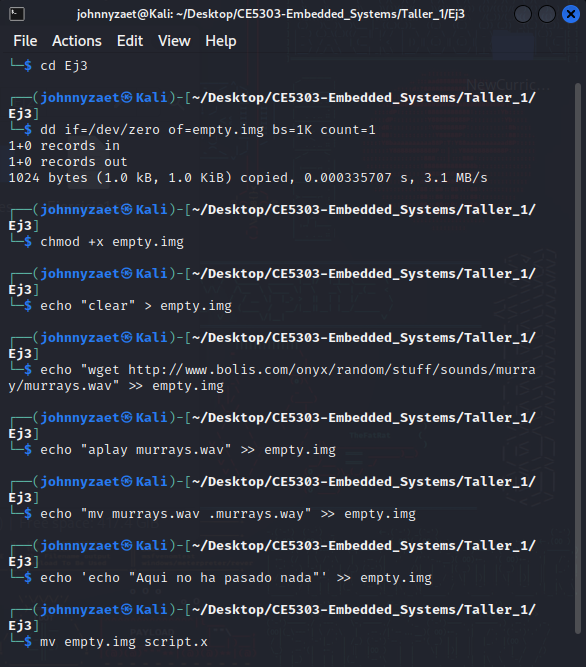 johnnyzaet@Kali: ~/Desktop/CE5303-Embedded_Systems/Taller_1/Ej3
File Actions Edit View Help
└─$ cd Ej3
┌──(johnnyzaet㉿Kali)-[~/Desktop/CE5303-Embedded_Systems/Taller_1/
Ej3]
└─$ dd if=/dev/zero of=empty.img bs=1K count=1
1+0 records in
1+0 records out
1024 bytes (1.0 kB, 1.0 KiB) copied, 0.000335707 s, 3.1 MB/s
┌──(johnnyzaet㉿Kali)-[~/Desktop/CE5303-Embedded_Systems/Taller_1/
Ej3]
└─$ chmod +x empty.img
┌──(johnnyzaet㉿Kali)-[~/Desktop/CE5303-Embedded_Systems/Taller_1/
Ej3]
└─$ echo "clear" > empty.img
┌──(johnnyzaet㉿Kali)-[~/Desktop/CE5303-Embedded_Systems/Taller_1/
Ej3]
└─$ echo "wget http://www.bolis.com/onyx/random/stuff/sounds/murra
y/murrays.wav" >> empty.img
┌──(johnnyzaet㉿Kali)-[~/Desktop/CE5303-Embedded_Systems/Taller_1/
Ej3]
└─$ echo "aplay murrays.wav" >> empty.img
┌──(johnnyzaet㉿Kali)-[~/Desktop/CE5303-Embedded_Systems/Taller_1/
Ej3]
└─$ echo "mv murrays.wav .murrays.way" >> empty.img
┌──(johnnyzaet㉿Kali)-[~/Desktop/CE5303-Embedded_Systems/Taller_1/
Ej3]
└─$ echo 'echo "Aqui no ha pasado nada"' >> empty.img
┌──(johnnyzaet㉿Kali)-[~/Desktop/CE5303-Embedded_Systems/Taller_1/
Ej3]
└─$ mv empty.img script.x